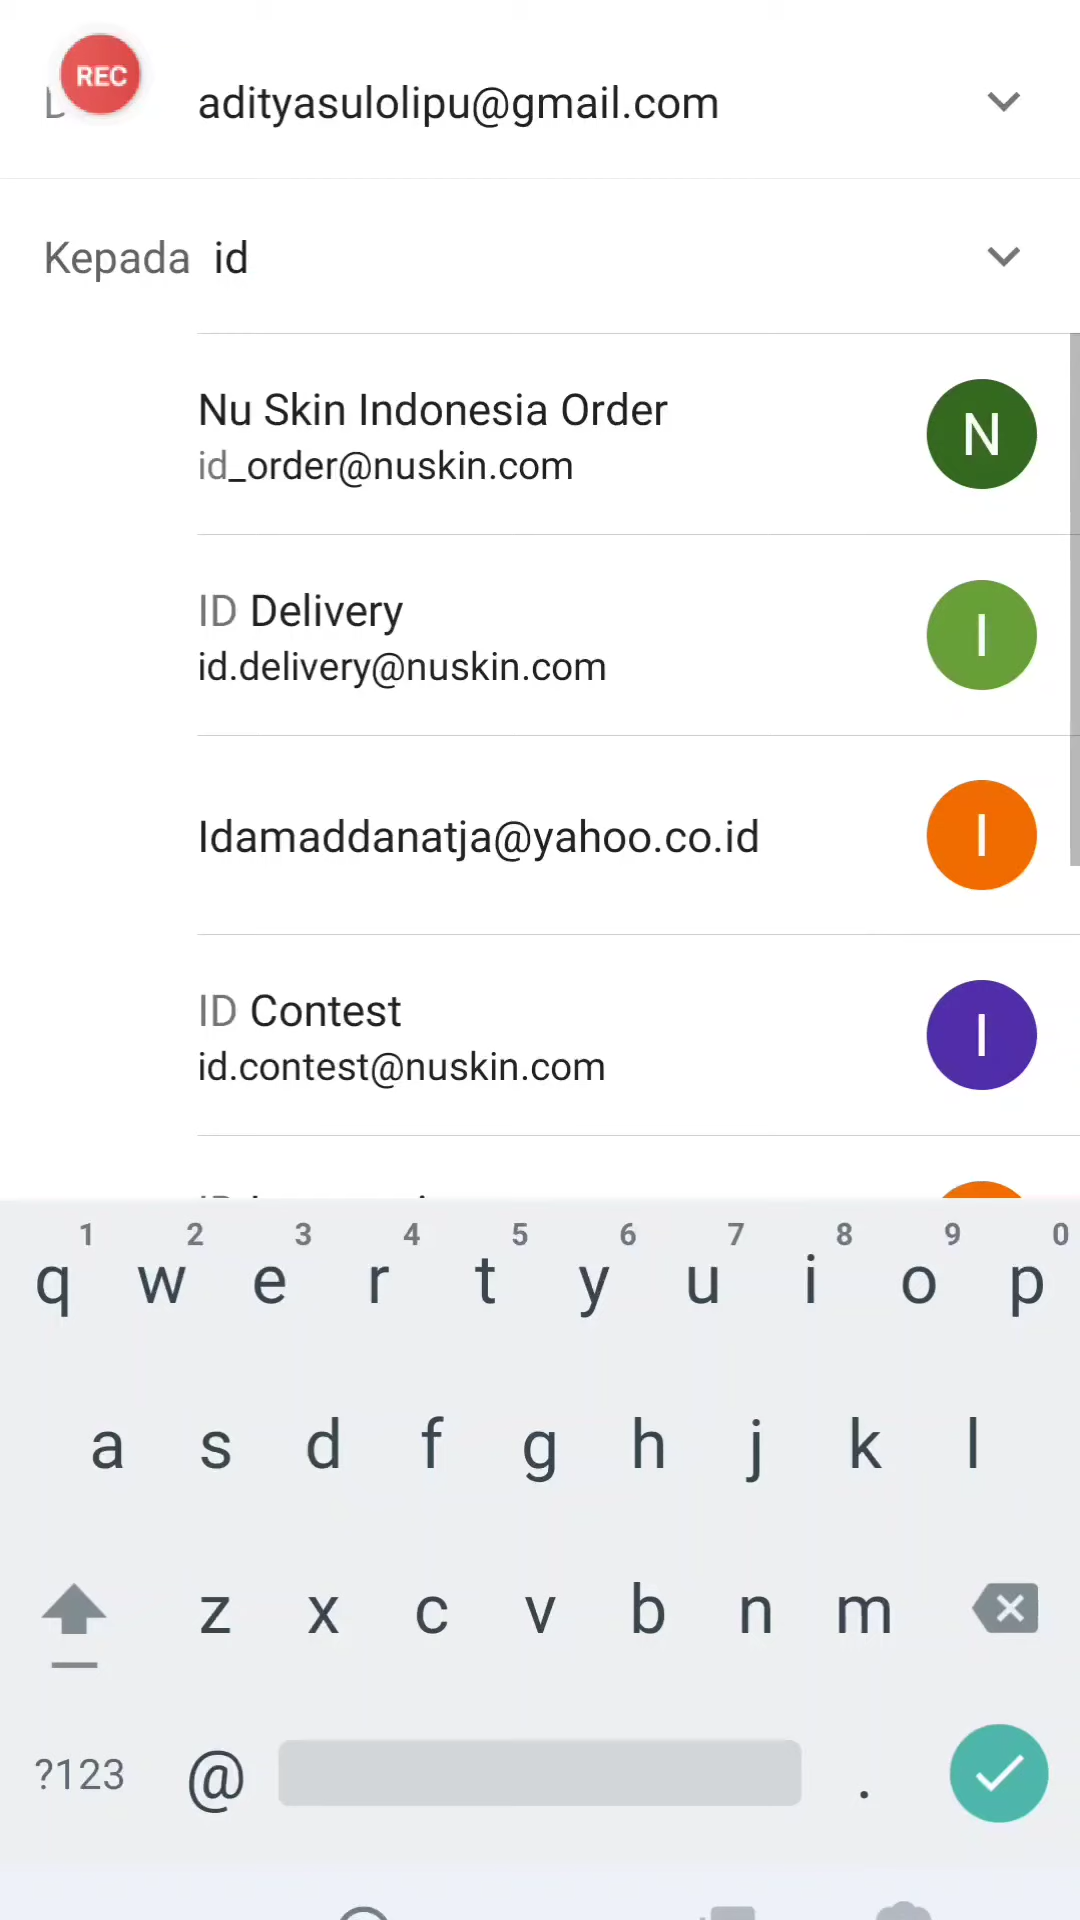 REC
adityasulolipu@gmail.com
Kepada id
Nu Skin Indonesia Order
N
id_order@nuskin.com
ID Delivery
I
id.delivery@nuskin.com
Idamaddanatja@yahoo.co.id
I
ID Contest
I
id.contest@nuskin.com
1 2 3 4 5 6 7 8 9 0
q w e r t y u i o p
a s d f g h j k l
z x c v b n m
?123 @ .